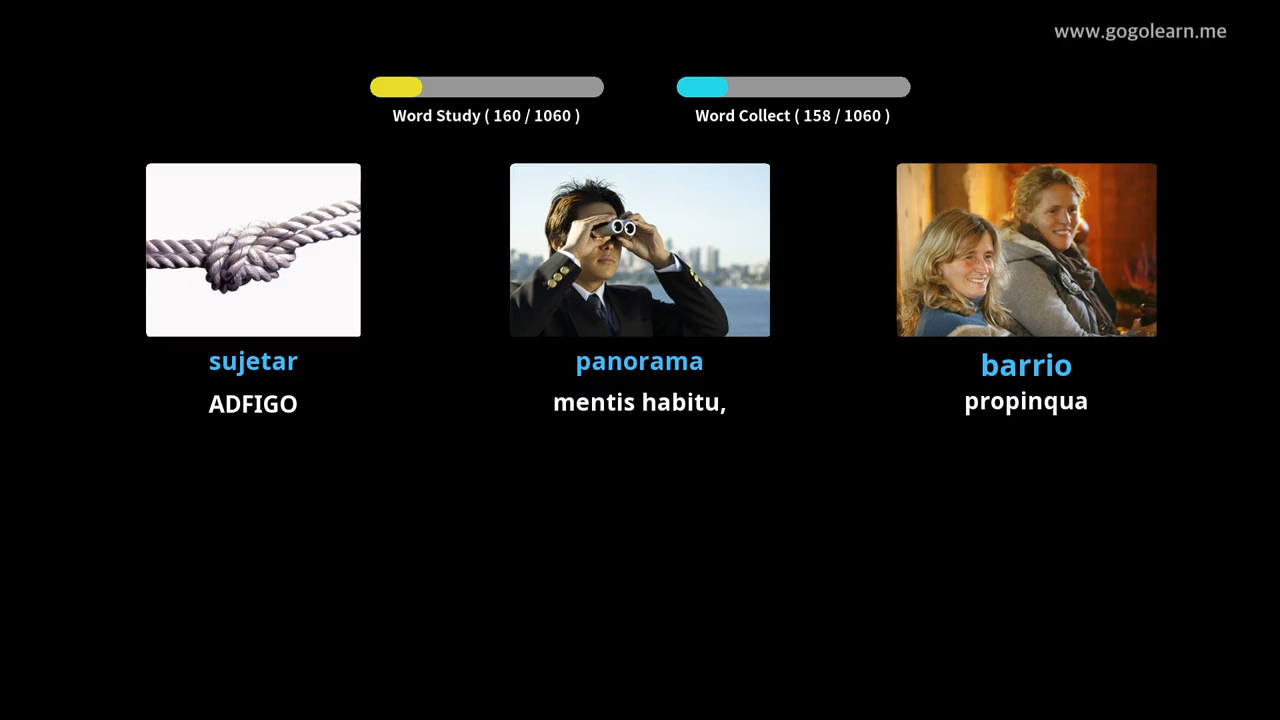 www.gogolearn.me
Word Study ( 160 / 1060 )
Word Collect ( 158 / 1060 )
sujetar
ADFIGO
panorama
mentis habitu,
barrio
propinqua